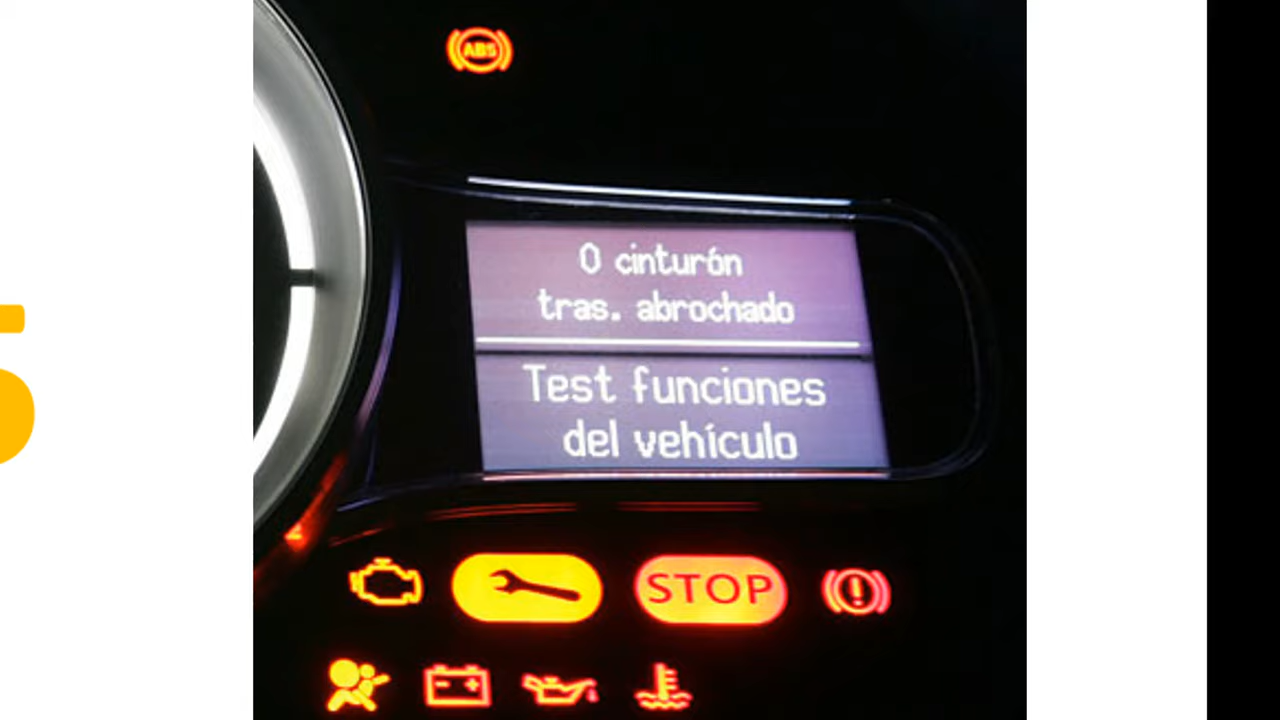 ABS
0 cinturón
tras. abrochado
Test funciones
del vehículo
STOP